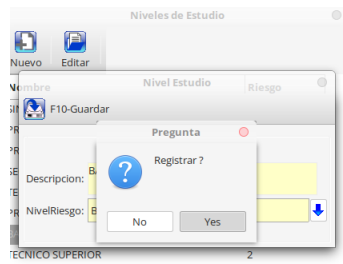 Niveles de Estudio
Nuevo Editar
Nivel Estudio
Riesgo
F10-Guardar
Pregunta
Registrar ?
Descripcion:
NivelRiesgo: B
No Yes
TECNICO SUPERIOR 2